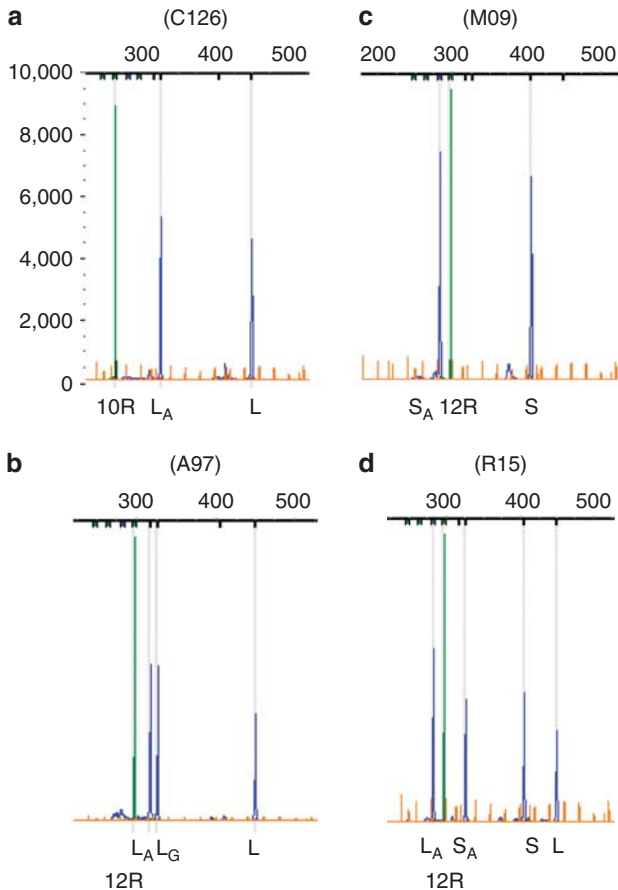 a (C126)
300 400 500
10,000
8,000
6,000
4,000
2,000
0
10R L_A L
c (M09)
200 300 400 500
S_A 12R S
b (A97)
300 400 500
L_A L_G L
12R
d (R15)
300 400 500
L_A S_A S L
12R